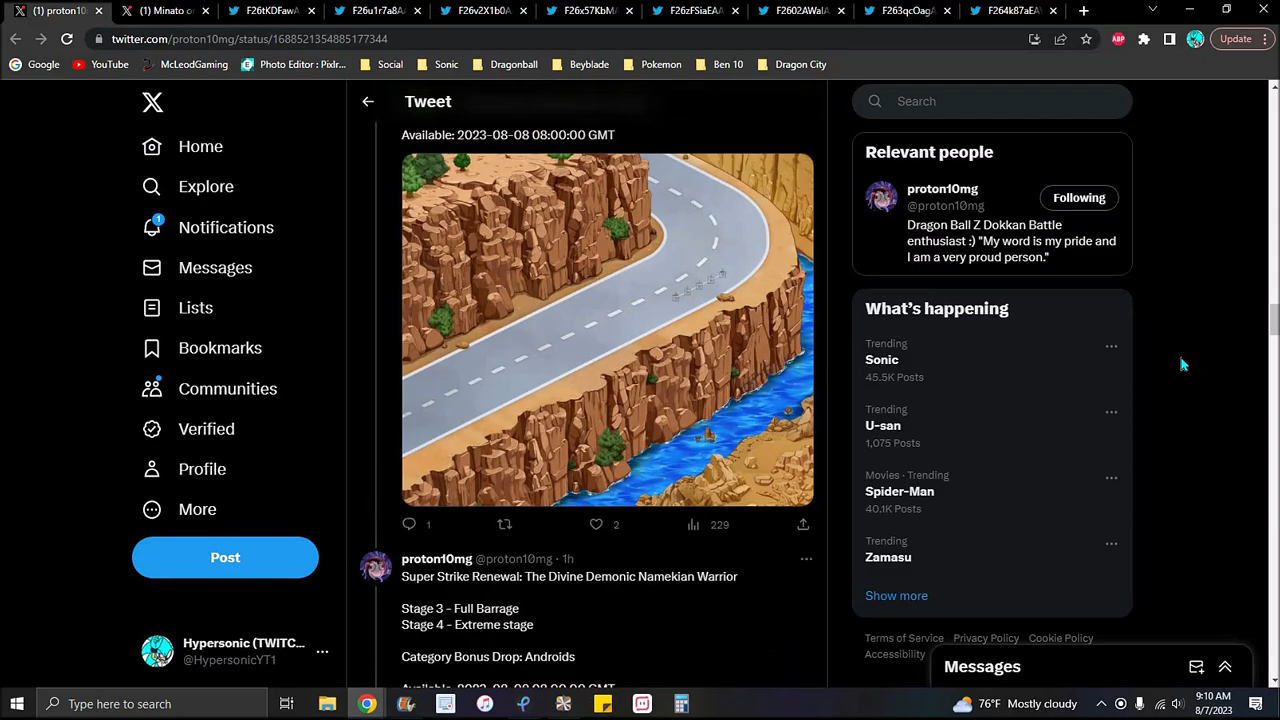 (1) proton10
(1) Minato or
F26tKDFawA
F26u1r7a8A
F26v2X1b0A
F26x57KbM
F26zFSiaEAA
F2602AWaIA
F263qcOagA
F264k87aEA
twitter.com/proton10mg/status/1688521354885177344
ABP
Update
Google
YouTube
McLeodGaming
Photo Editor : Pixlr...
Social
Sonic
Dragonball
Beyblade
Pokemon
Ben 10
Dragon City
Home
Explore
1
Notifications
Messages
Lists
Bookmarks
Communities
Verified
Profile
More
Post
Hypersonic (TWITC...
@HypersonicYT1
Tweet
Available: 2023-08-08 08:00:00 GMT
1
2
229
proton10mg @proton10mg · 1h
Super Strike Renewal: The Divine Demonic Namekian Warrior
Stage 3 - Full Barrage
Stage 4 - Extreme stage
Category Bonus Drop: Androids
Search
Relevant people
proton10mg
@proton10mg
Following
Dragon Ball Z Dokkan Battle
enthusiast :) "My word is my pride and
I am a very proud person."
What's happening
Trending
Sonic
45.5K Posts
Trending
U-san
1,075 Posts
Movies · Trending
Spider-Man
40.1K Posts
Trending
Zamasu
Show more
Terms of Service Privacy Policy Cookie Policy
Accessibility
Messages
Type here to search
76°F Mostly cloudy
9:10 AM
8/7/2023